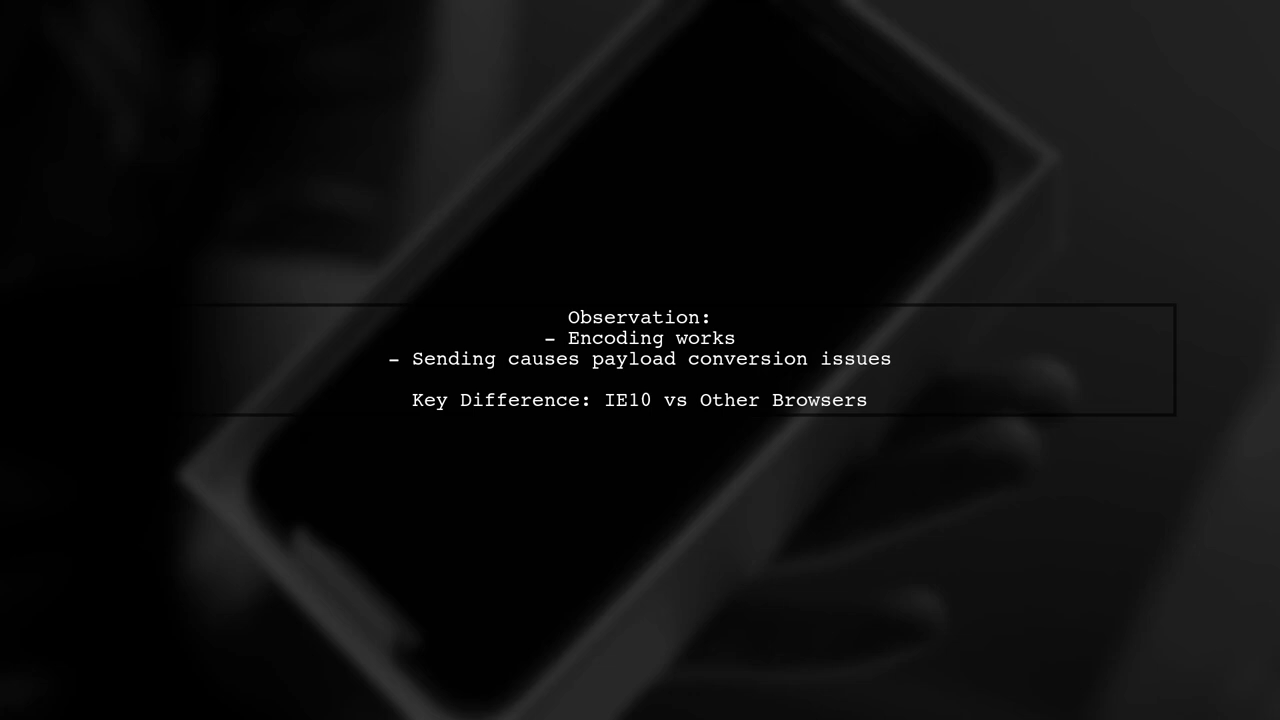 Observation:
- Encoding works
- Sending causes payload conversion issues
Key Difference: IE10 vs Other Browsers